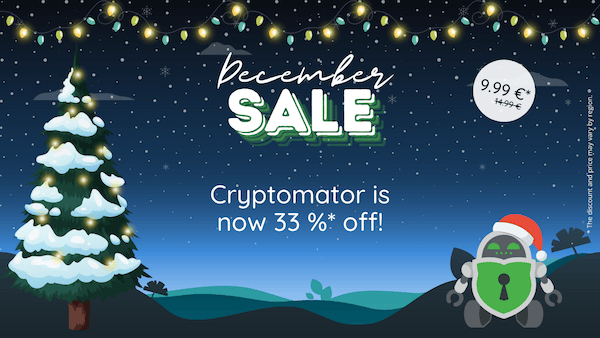 December
SALE
9.99 €*
14.99 €
Cryptomator is
now 33 %* off!
* The discount and price may vary by region. *